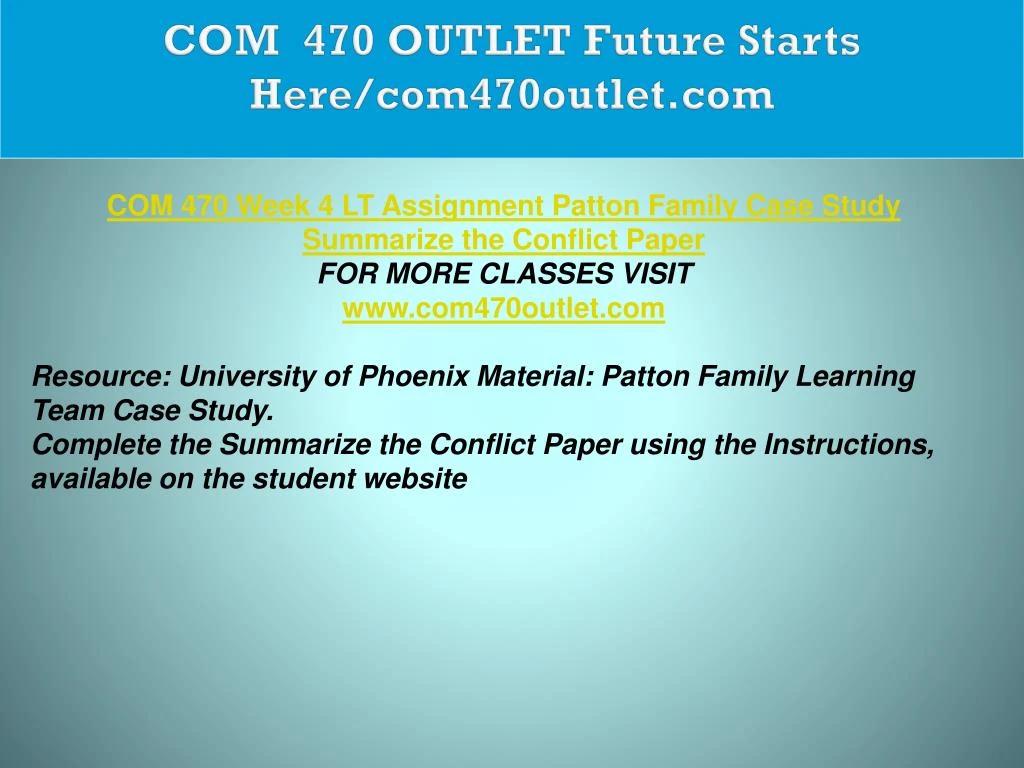 COM  470 OUTLET Future Starts
Here/com470outlet.com
COM 470 Week 4 LT Assignment Patton Family Case Study
Summarize the Conflict Paper
FOR MORE CLASSES VISIT
www.com470outlet.com
Resource: University of Phoenix Material: Patton Family Learning
Team Case Study.
Complete the Summarize the Conflict Paper using the Instructions,
available on the student website